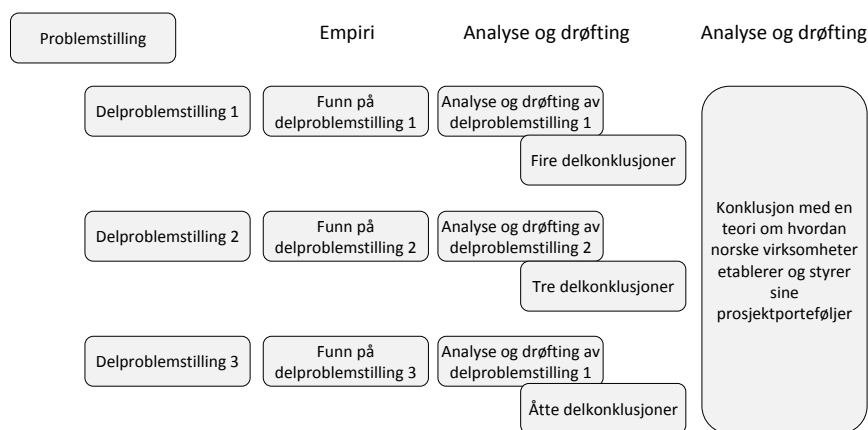 Problemstilling
Empiri
Analyse og drøfting
Analyse og drøfting
Delproblemstilling 1
Funn på
delproblemstilling 1
Analyse og drøfting av
delproblemstilling 1
Fire delkonklusjoner
Delproblemstilling 2
Funn på
delproblemstilling 2
Analyse og drøfting av
delproblemstilling 2
Tre delkonklusjoner
Delproblemstilling 3
Funn på
delproblemstilling 3
Analyse og drøfting av
delproblemstilling 1
Åtte delkonklusjoner
Konklusjon med en
teori om hvordan
norske virksomheter
etablerer og styrer
sine
prosjektporteføljer